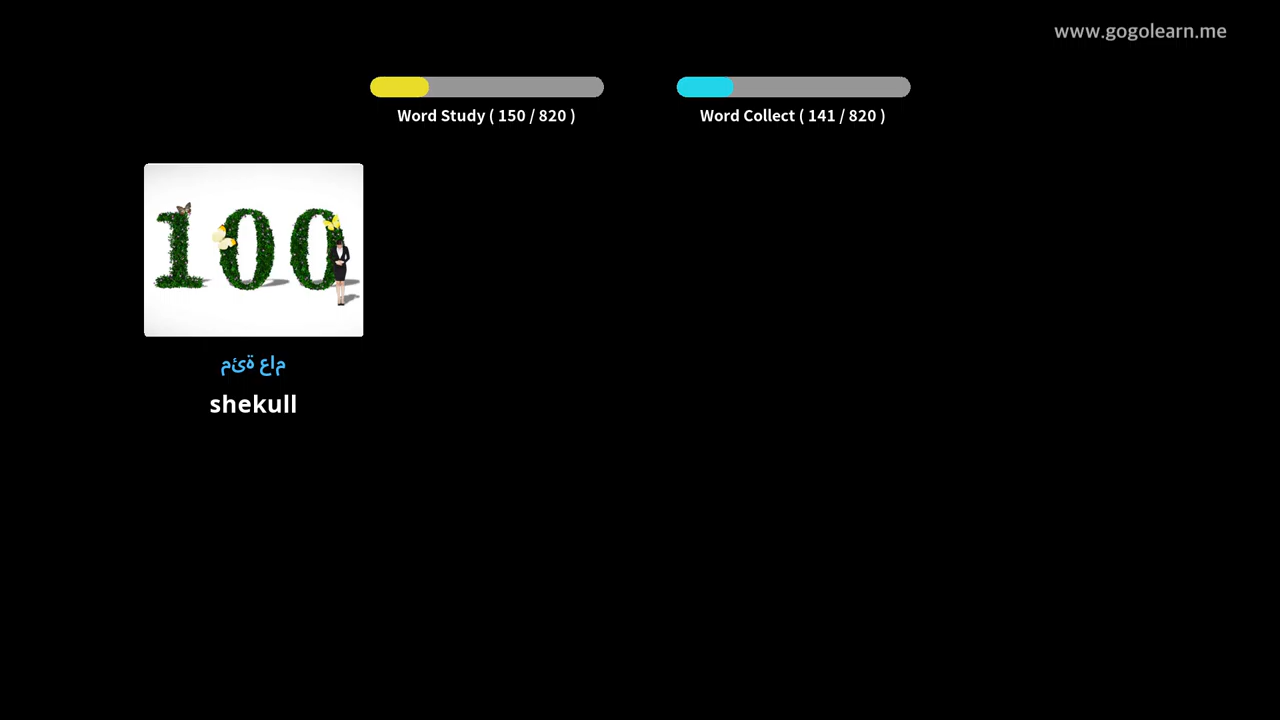 www.gogolearn.me
Word Study ( 150 / 820 )
Word Collect ( 141 / 820 )
100
مئة عام
shekull